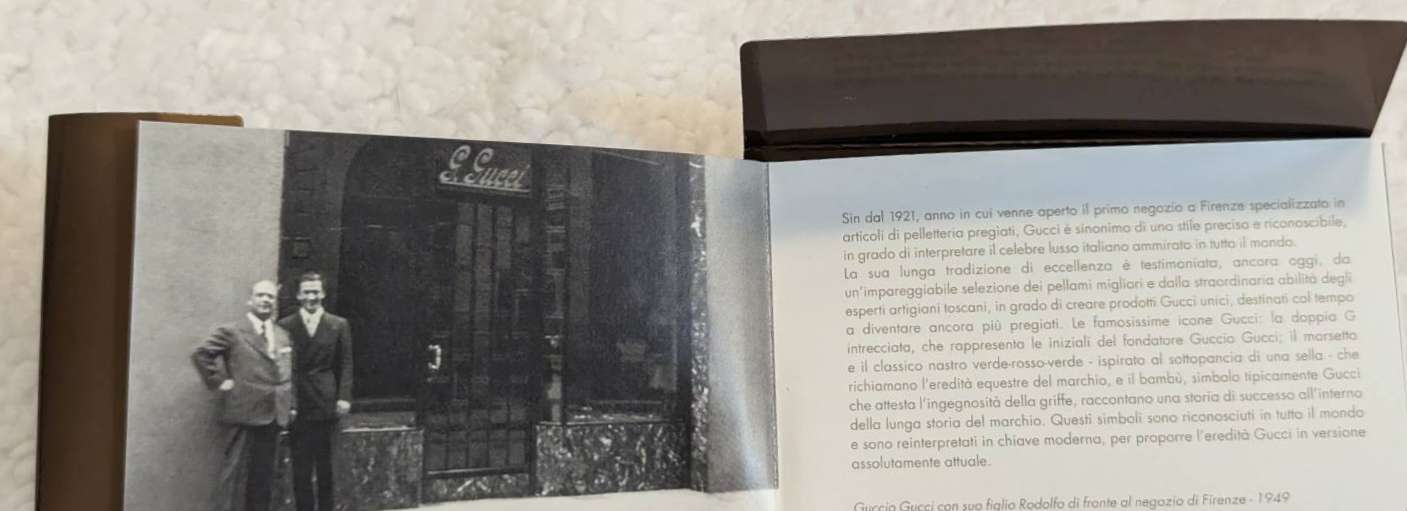 G. Gucci
Sin dal 1921, anno in cui venne aperto il primo negozio a Firenze specializzato in
articoli di pelletteria pregiati, Gucci è sinonimo di uno stile preciso e riconoscibile,
in grado di interpretare il celebre lusso italiano ammirato in tutto il mondo.
La sua lunga tradizione di eccellenza è testimoniata, ancora oggi, da
un'impareggiabile selezione dei pellami migliori e dalla straordinaria abilità degli
esperti artigiani toscani, in grado di creare prodotti Gucci unici, destinati col tempo
a diventare ancora più pregiati. Le famosissime icone Gucci: la doppia G
intrecciata, che rappresenta le iniziali del fondatore Guccio Gucci; il morsetto
e il classico nastro verde-rosso-verde - ispirato al sottopancia di una sella - che
richiamano l'eredità equestre del marchio, e il bambù, simbolo tipicamente Gucci
che attesta l'ingegnosità della griffe, raccontano una storia di successo all'interno
della lunga storia del marchio. Questi simboli sono riconosciuti in tutto il mondo
e sono reinterpretati in chiave moderna, per proporre l'eredità Gucci in versione
assolutamente attuale.
Guccio Gucci con suo figlio Rodolfo di fronte al negozio di Firenze - 1949